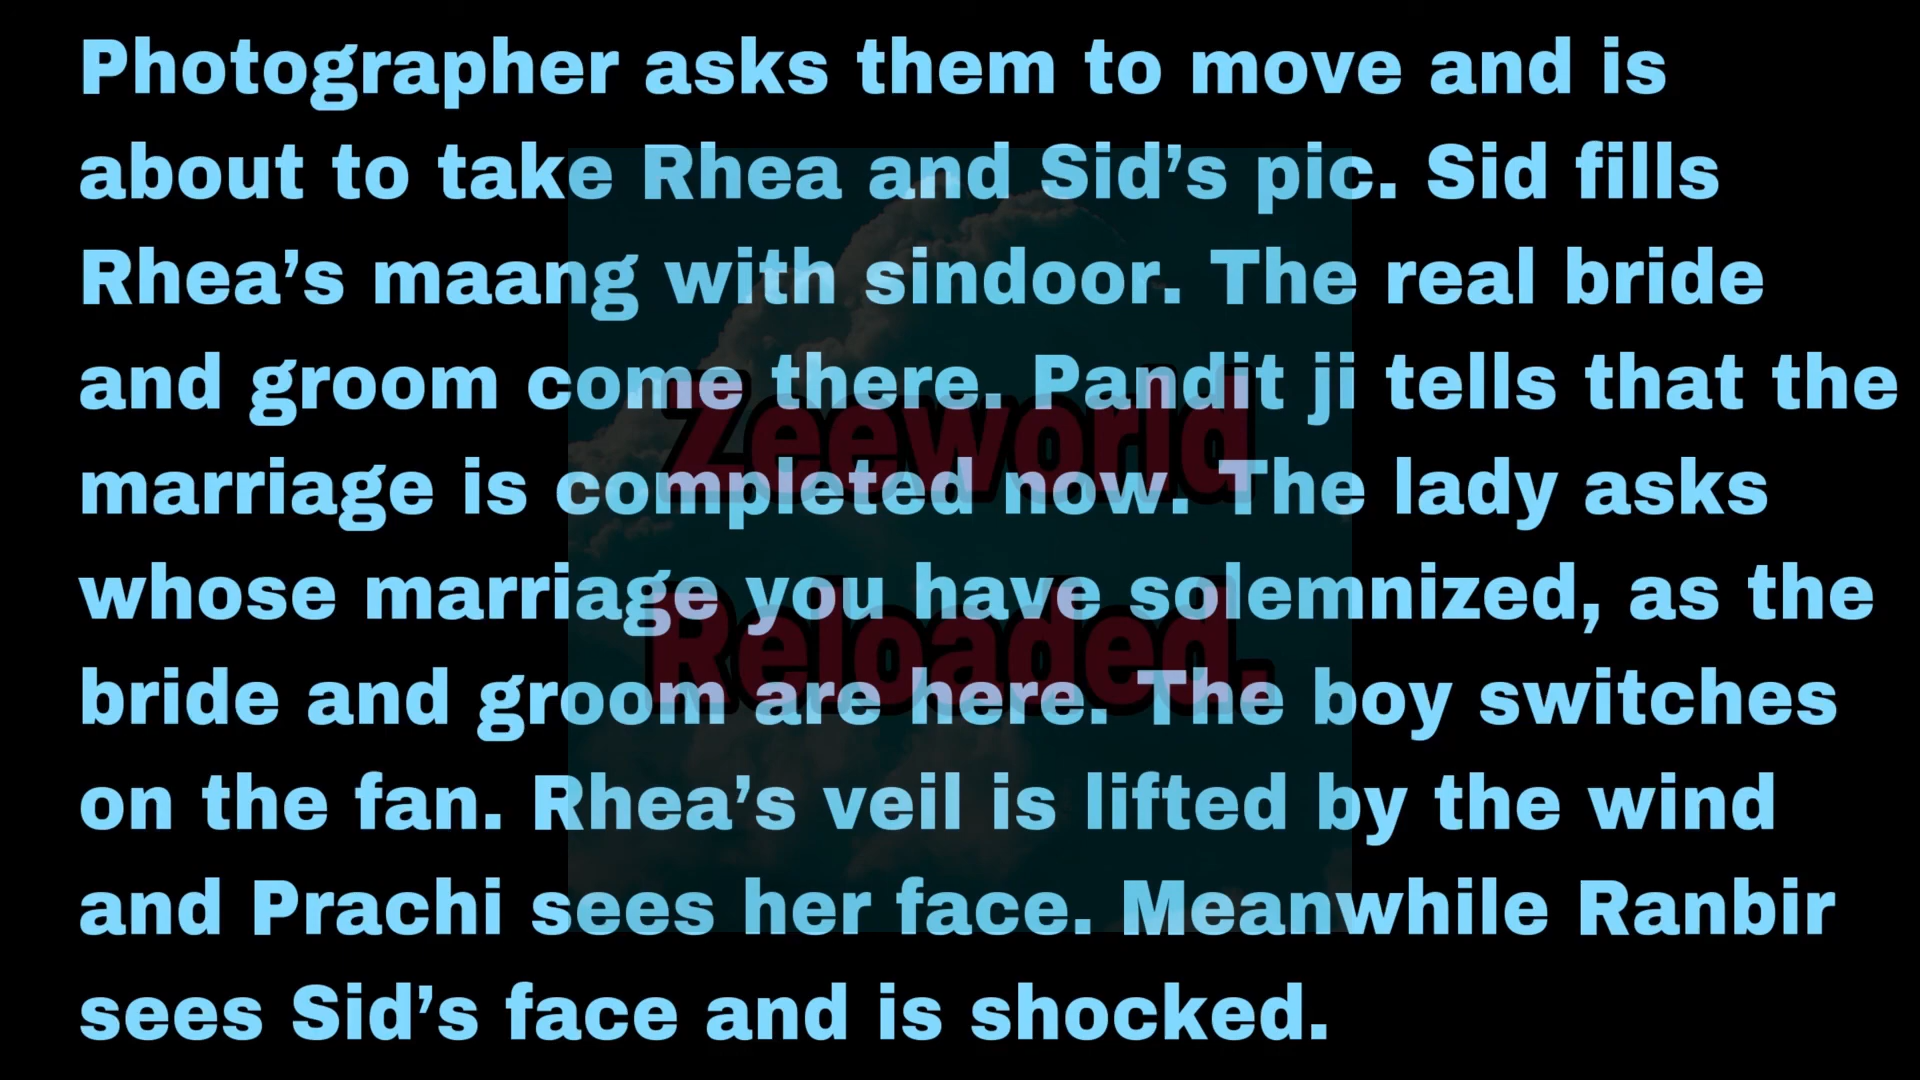 Photographer asks them to move and is
about to take Rhea and Sid’s pic. Sid fills
Rhea’s maang with sindoor. The real bride
and groom come there. Pandit ji tells that the
marriage is completed now. The lady asks
whose marriage you have solemnized, as the
bride and groom are here. The boy switches
on the fan. Rhea’s veil is lifted by the wind
and Prachi sees her face. Meanwhile Ranbir
sees Sid’s face and is shocked.
Zeeworld
Reloaded.